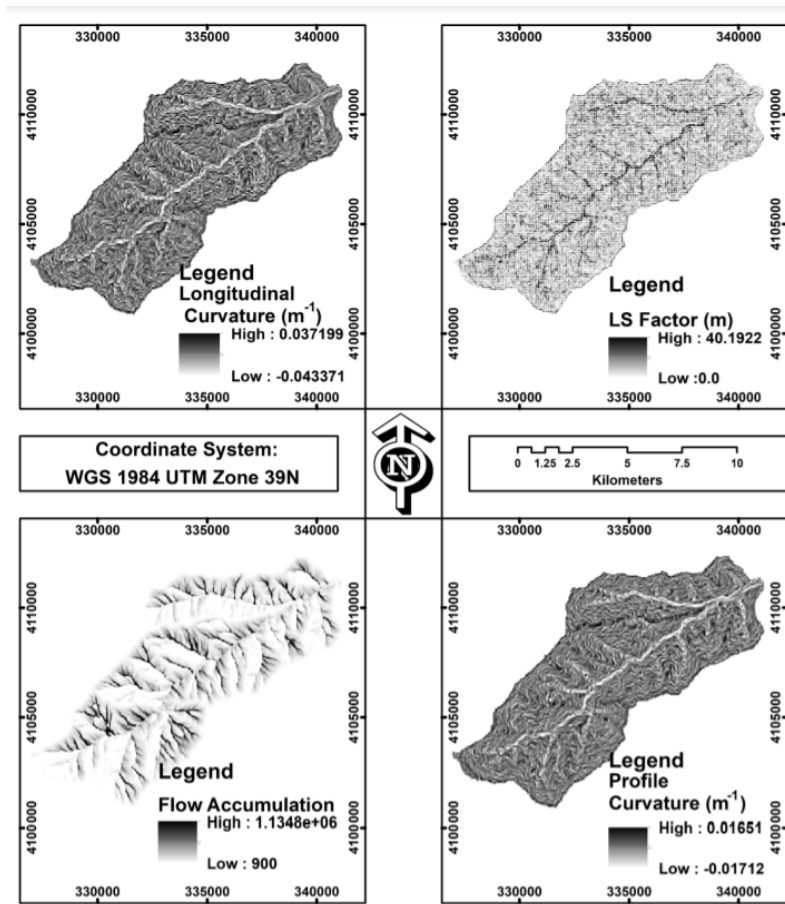 330000 335000 340000
330000 335000 340000
4110000
4105000
4100000
Legend
Longitudinal
Curvature (m-1)
High : 0.037199
Low : -0.043371
4110000
4105000
4100000
Legend
LS Factor (m)
High : 40.1922
Low :0.0
330000 335000 340000
330000 335000 340000
Coordinate System:
WGS 1984 UTM Zone 39N
N
0 1.25 2.5 5 7.5 10
Kilometers
330000 335000 340000
330000 335000 340000
4110000
4105000
4100000
Legend
Flow Accumulation
High : 1.1348e+06
Low : 900
4110000
4105000
4100000
Legend
Profile
Curvature (m-1)
High : 0.01651
Low : -0.01712
330000 335000 340000
330000 335000 340000